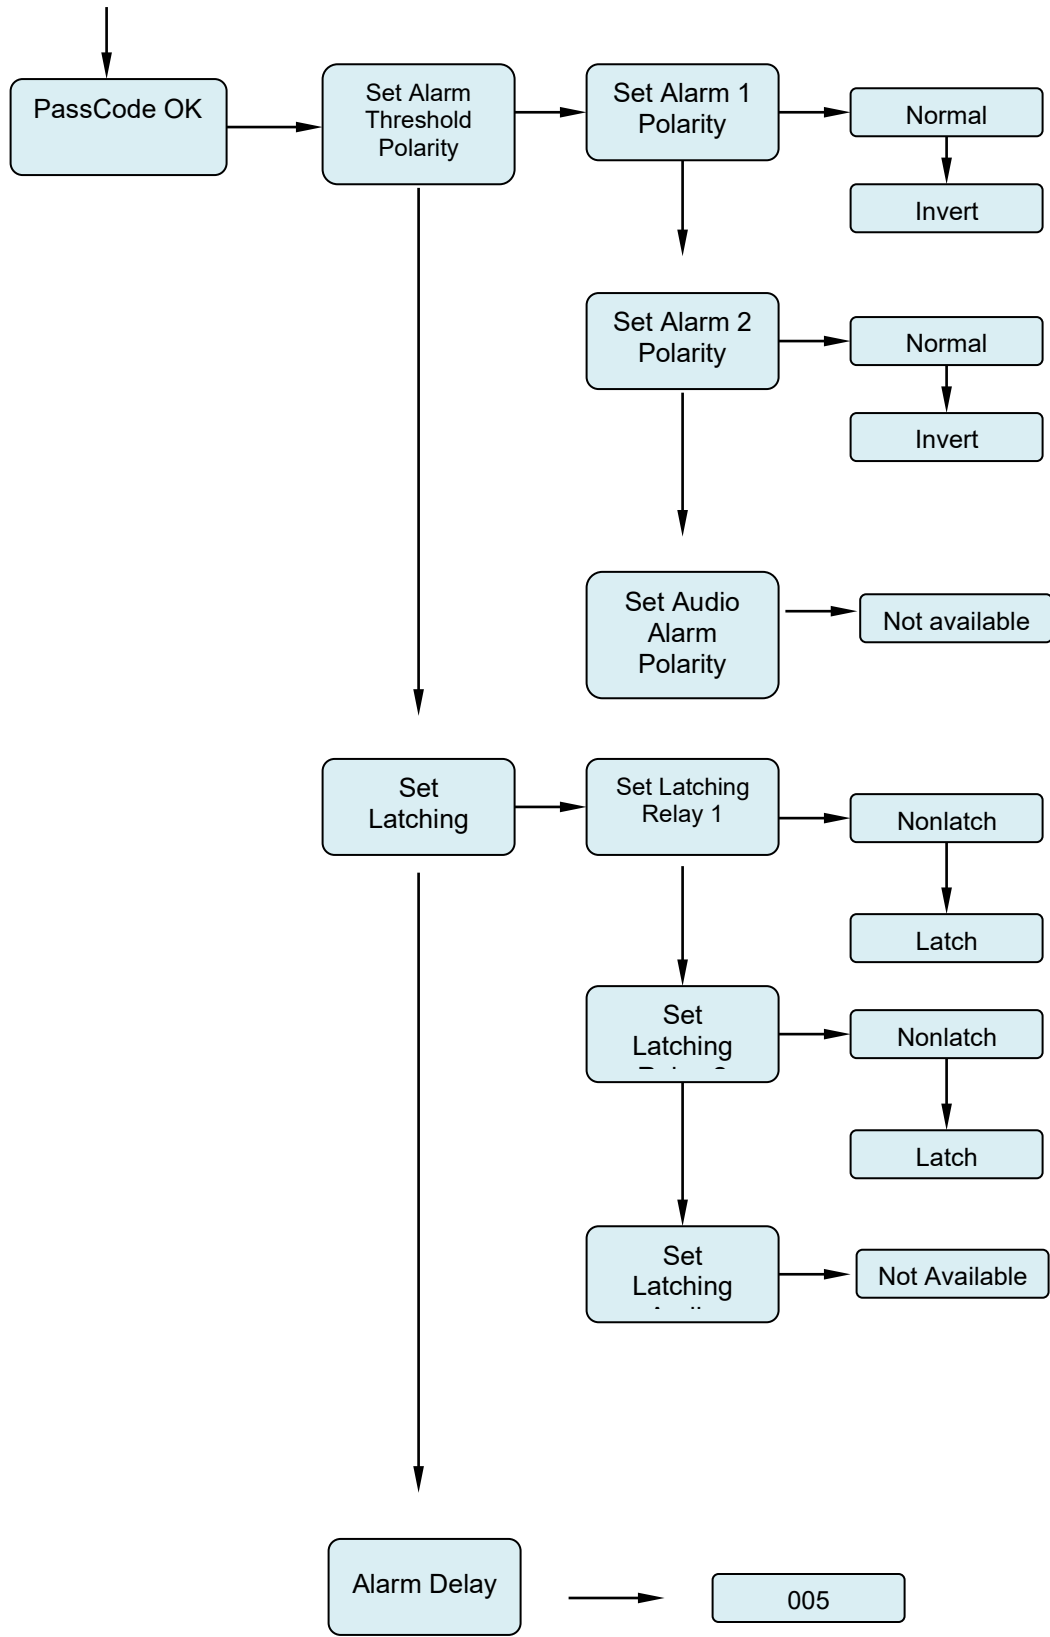 PassCode OK
Set Alarm
Threshold
Polarity
Set Alarm 1
Polarity
Normal
Invert
Set Alarm 2
Polarity
Normal
Invert
Set Audio
Alarm
Polarity
Not available
Set
Latching
Set Latching
Relay 1
Nonlatch
Latch
Set
Latching
Nonlatch
Latch
Set
Latching
Not Available
Alarm Delay
005